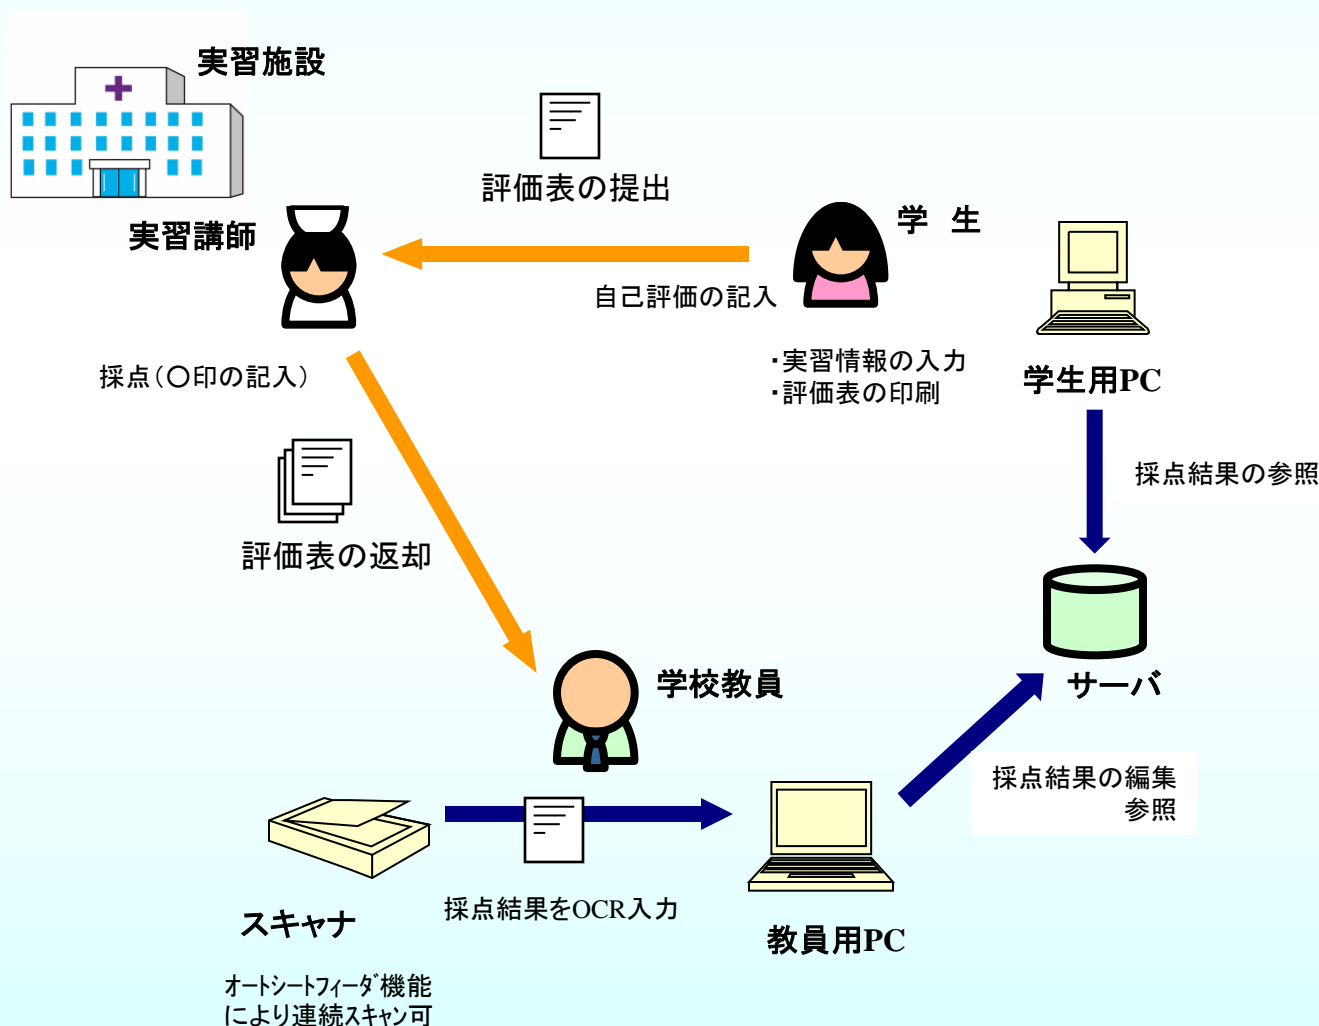 実習施設
評価表の提出
実習講師
学　生
自己評価の記入
採点（○印の記入）
・実習情報の入力
・評価表の印刷
学生用PC
採点結果の参照
評価表の返却
学校教員
サーバ
採点結果の編集
参照
採点結果をOCR入力
スキャナ
教員用PC
ｵｰﾄｼｰﾄﾌｨｰﾀﾞ機能
により連続ｽｷｬﾝ可